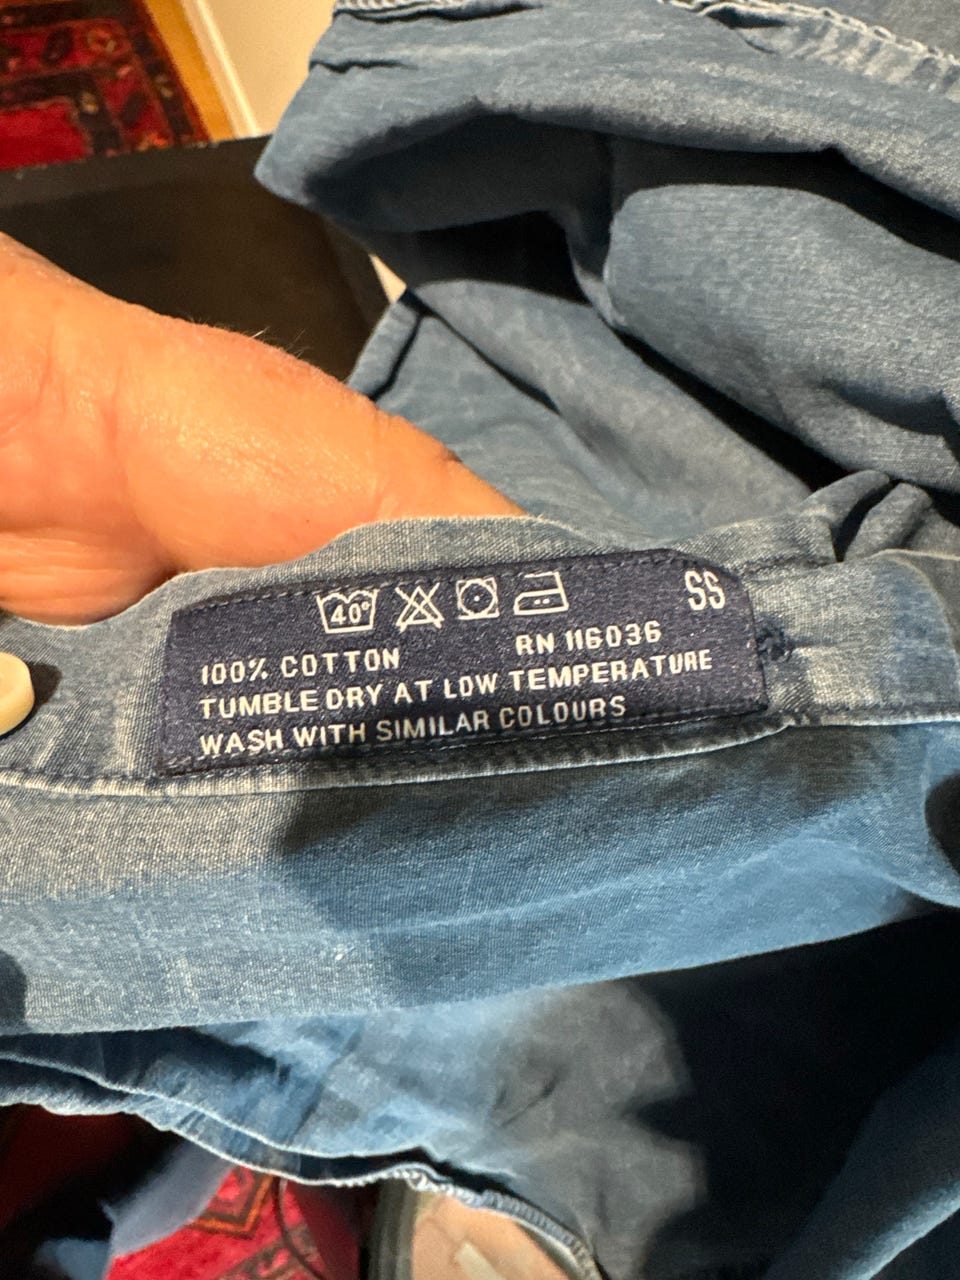 40° SS
100% COTTON RN 116036
TUMBLE DRY AT LOW TEMPERATURE
WASH WITH SIMILAR COLOURS